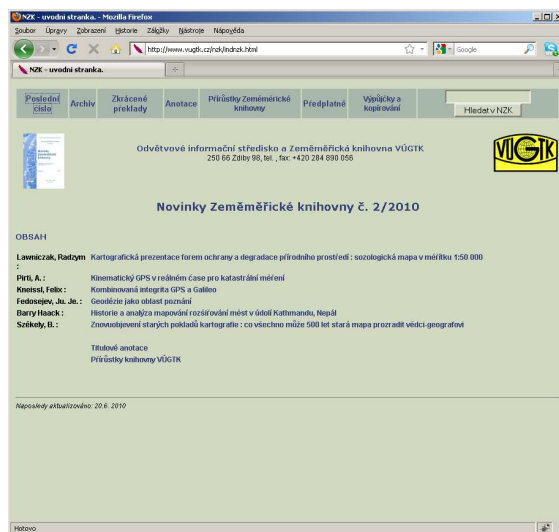 NZK - uvodni stranka. - Mozilla Firefox
Soubor Úpravy Zobrazení Historie Záložky Nástroje Nápověda
http://www.vugtk.cz/nzk/indnzk.html
Google
NZK - uvodni stranka.
Poslední číslo
Archiv
Zkrácené překlady
Anotace
Přírůstky Zeměměřické knihovny
Předplatné
Výpůjčky a kopírování
Hledat v NZK
Odvětvové informační středisko a Zeměměřická knihovna VÚGTK
250 66 Zdiby 98, tel. , fax: +420 284 890 056
VÚGTK
Novinky Zeměměřické knihovny č. 2/2010
OBSAH
Lawniczak, Radzym : Kartografická prezentace forem ochrany a degradace přírodního prostředí : sozologická mapa v měřítku 1:50 000
Pirti, A. : Kinematický GPS v reálném čase pro katastrální měření
Kneissl, Felix : Kombinovaná integrita GPS a Galileo
Fedosejev, Ju. Je. : Geodézie jako oblast poznání
Barry Haack : Historie a analýza mapování rozšiřování měst v údolí Kathmandu, Nepál
Székely, B. : Znovuobjevení starých pokladů kartografie : co všechno může 500 let stará mapa prozradit vědci-geografovi
Titulové anotace
Přírůstky knihovny VÚGTK
Naposledy aktualizováno: 20.6. 2010
Hotovo